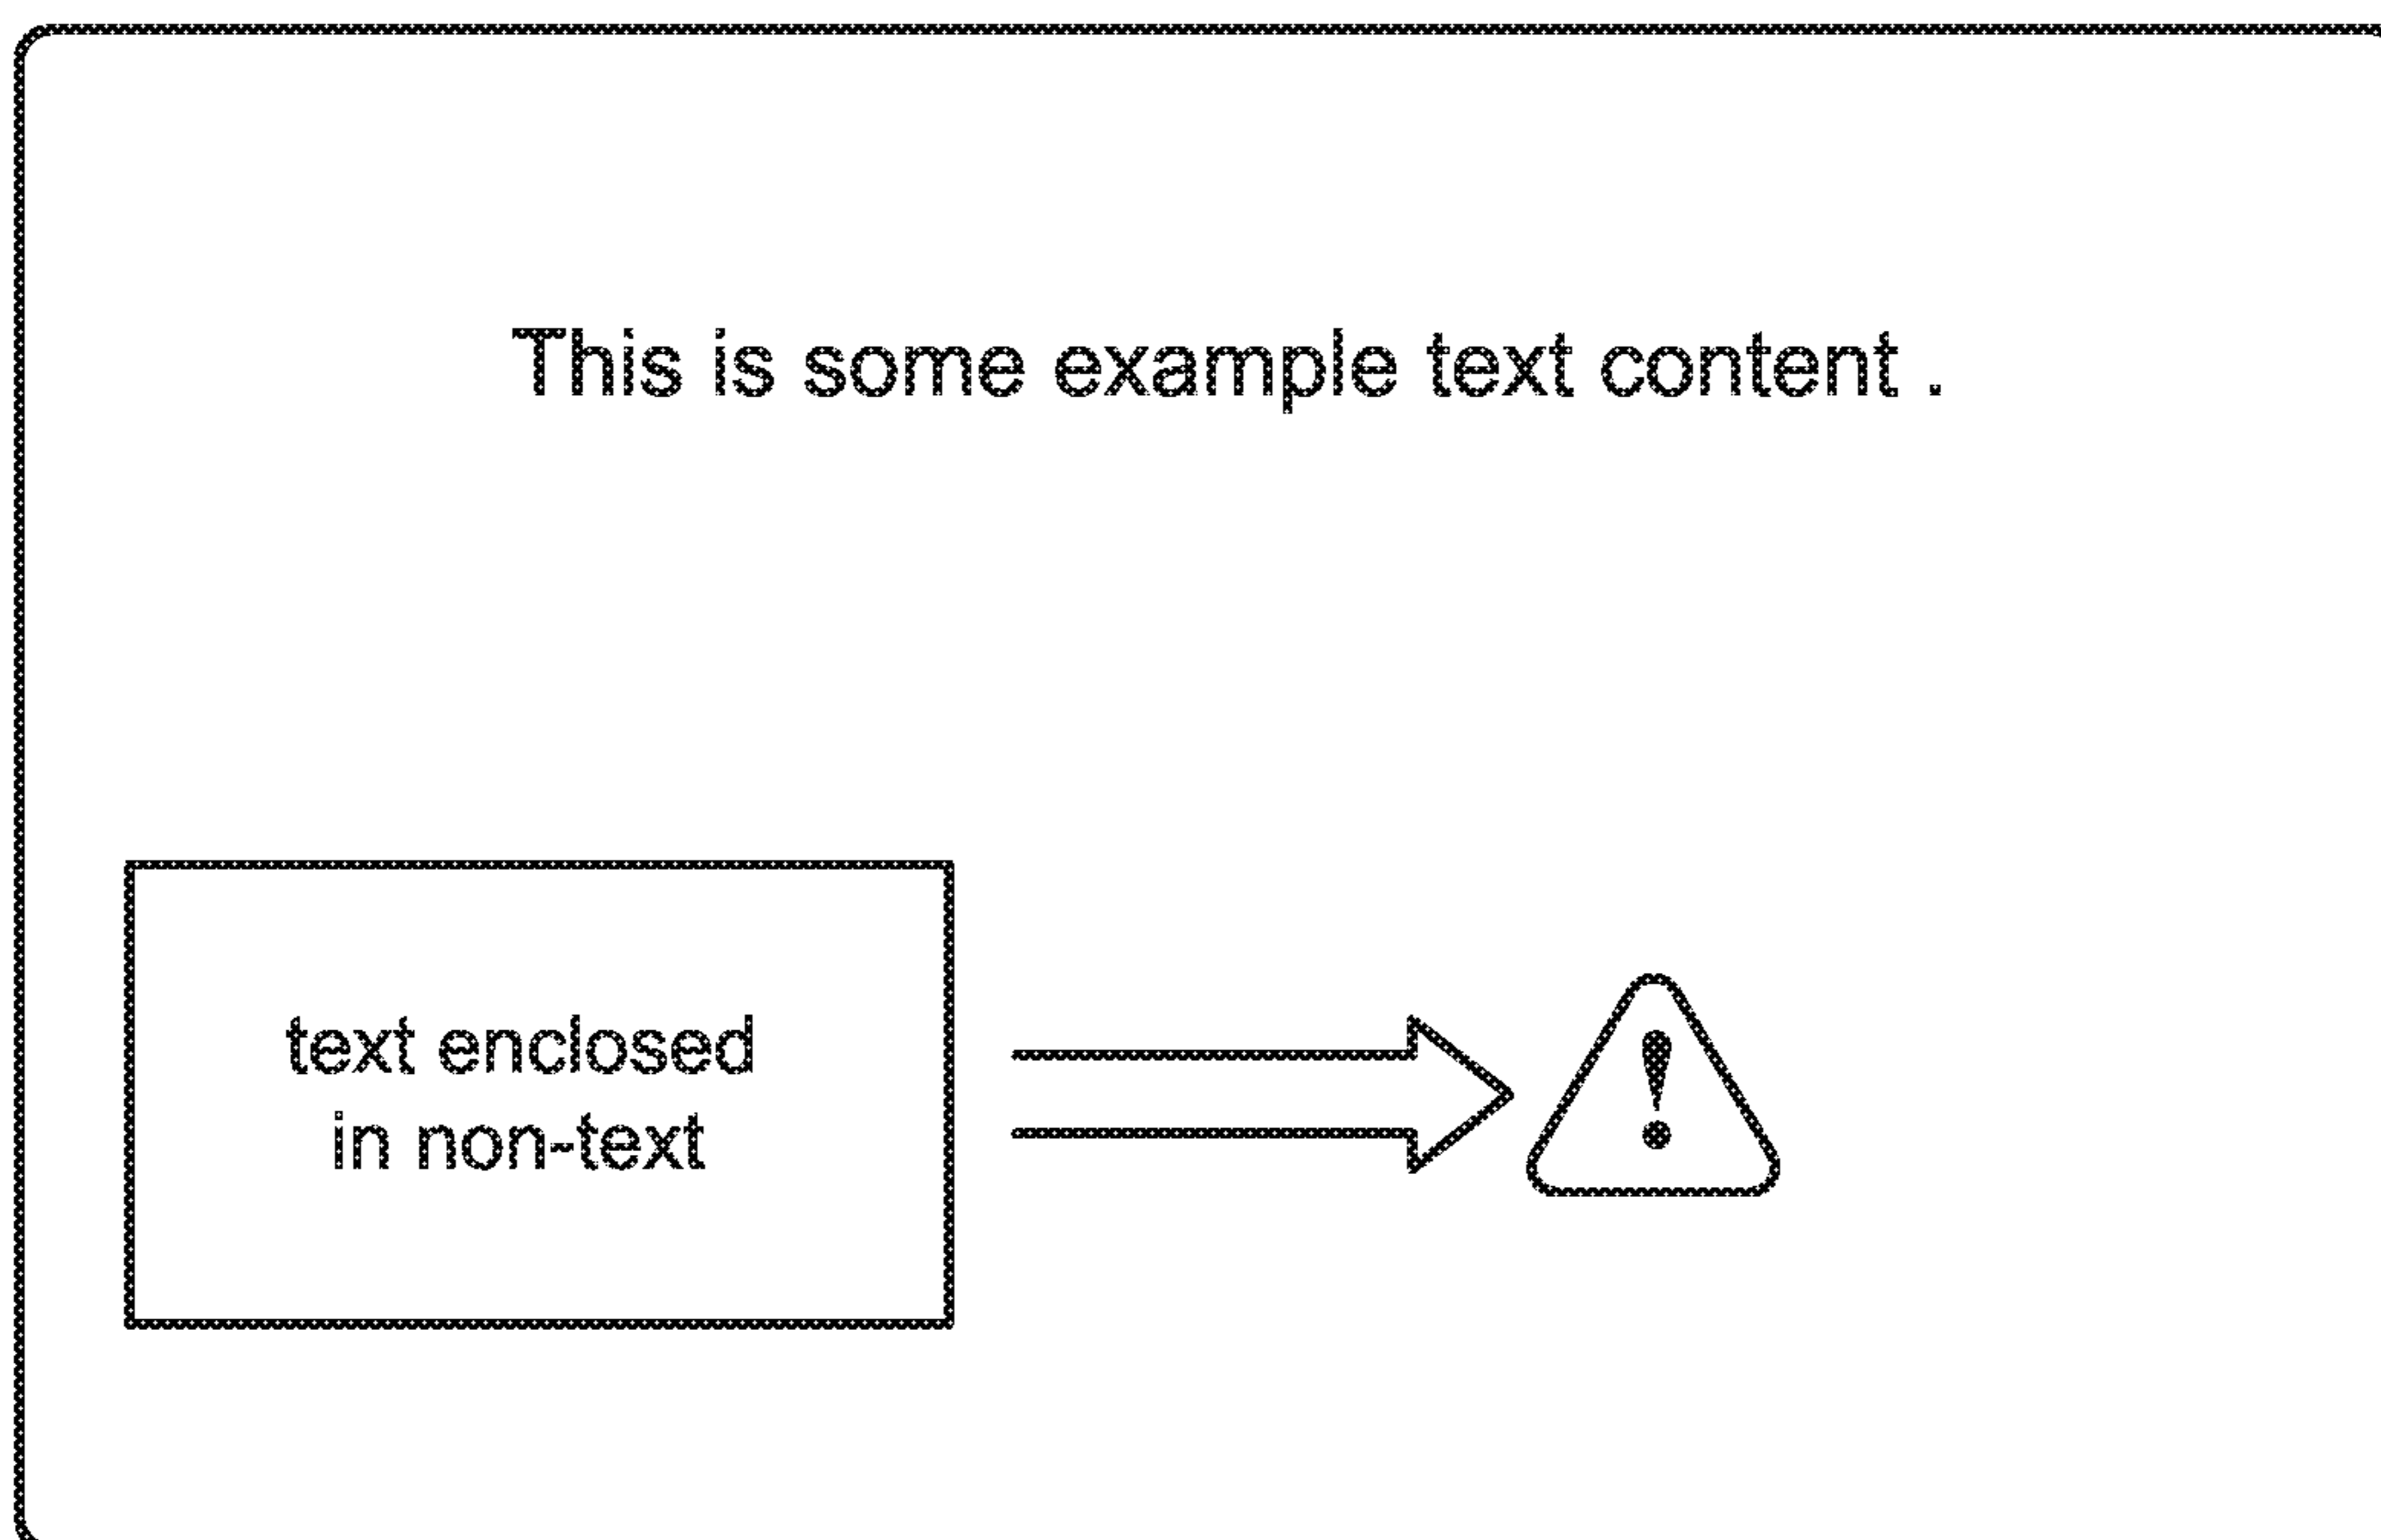 This is some example text content .
text enclosed
in non-text
!